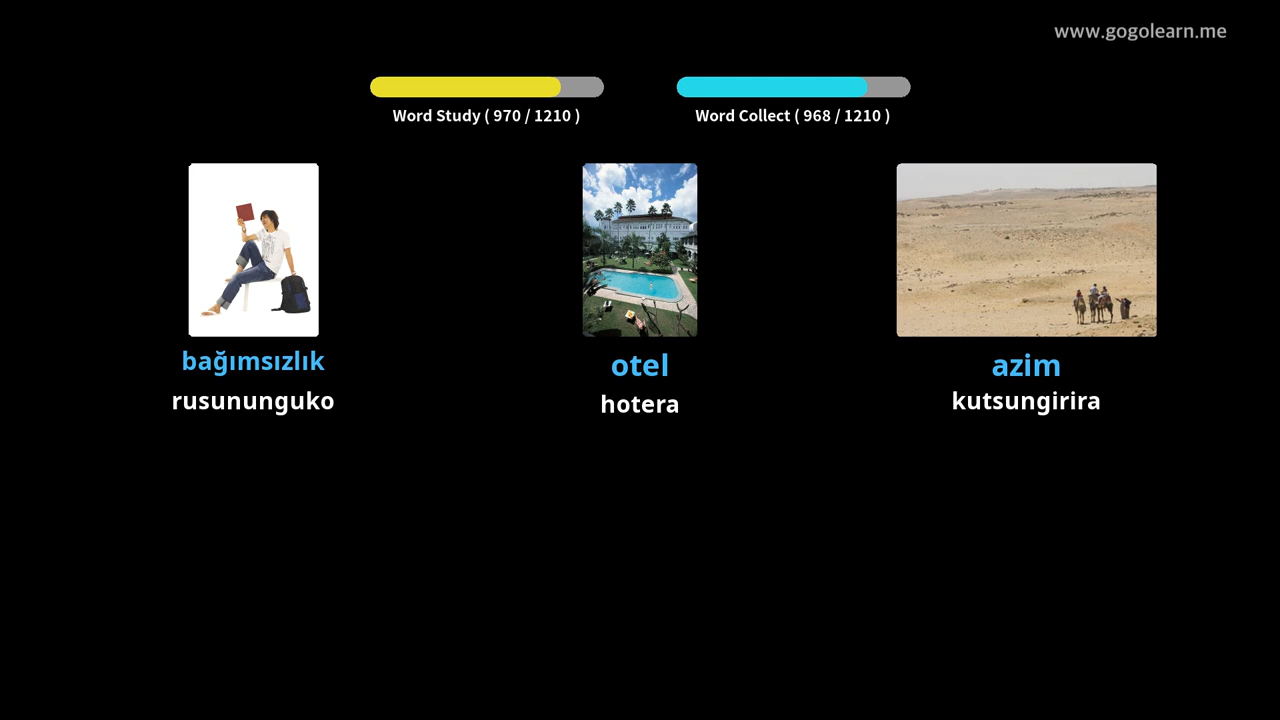 www.gogolearn.me
Word Study ( 970 / 1210 )
Word Collect ( 968 / 1210 )
bağımsızlık
rusununguko
otel
hotera
azim
kutsungirira